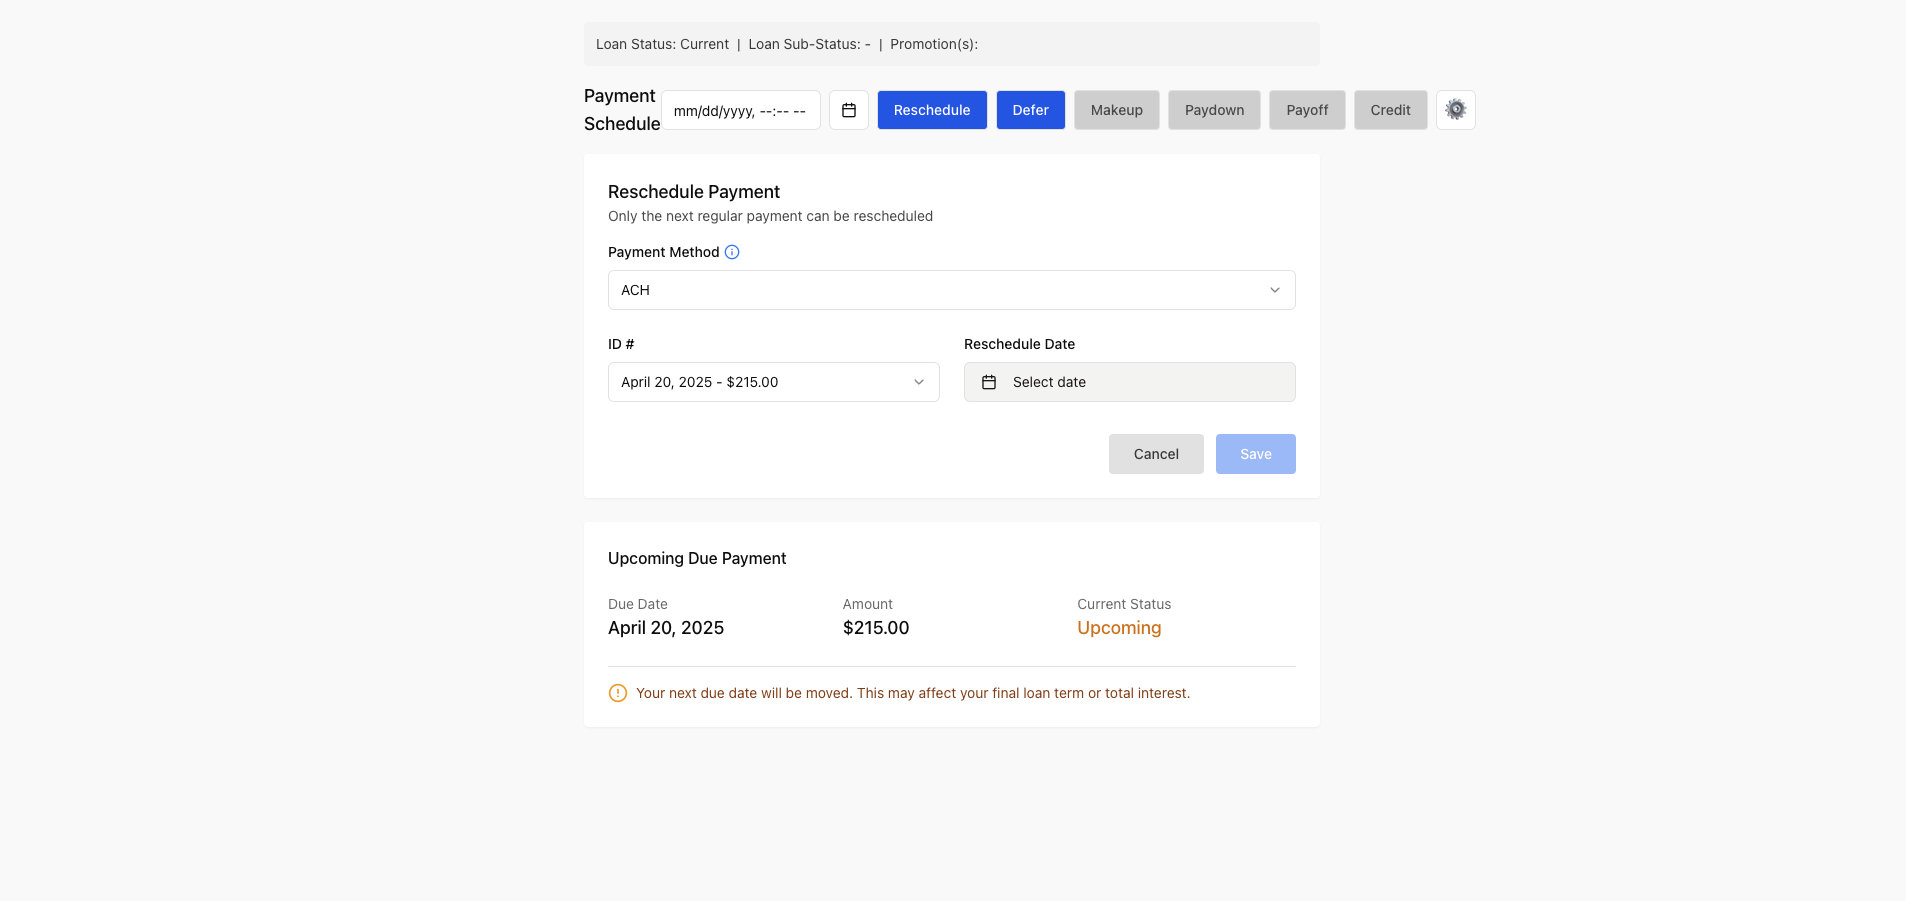 Loan Status: Current | Loan Sub-Status: - | Promotion(s):
Payment
Schedule
mm/dd/yyyy, --:-- --
Reschedule
Defer
Makeup
Paydown
Payoff
Credit
Reschedule Payment
Only the next regular payment can be rescheduled
Payment Method
ACH
ID #
Reschedule Date
April 20, 2025 - $215.00
Select date
Cancel
Save
Upcoming Due Payment
Due Date
Amount
Current Status
April 20, 2025
$215.00
Upcoming
Your next due date will be moved. This may affect your final loan term or total interest.